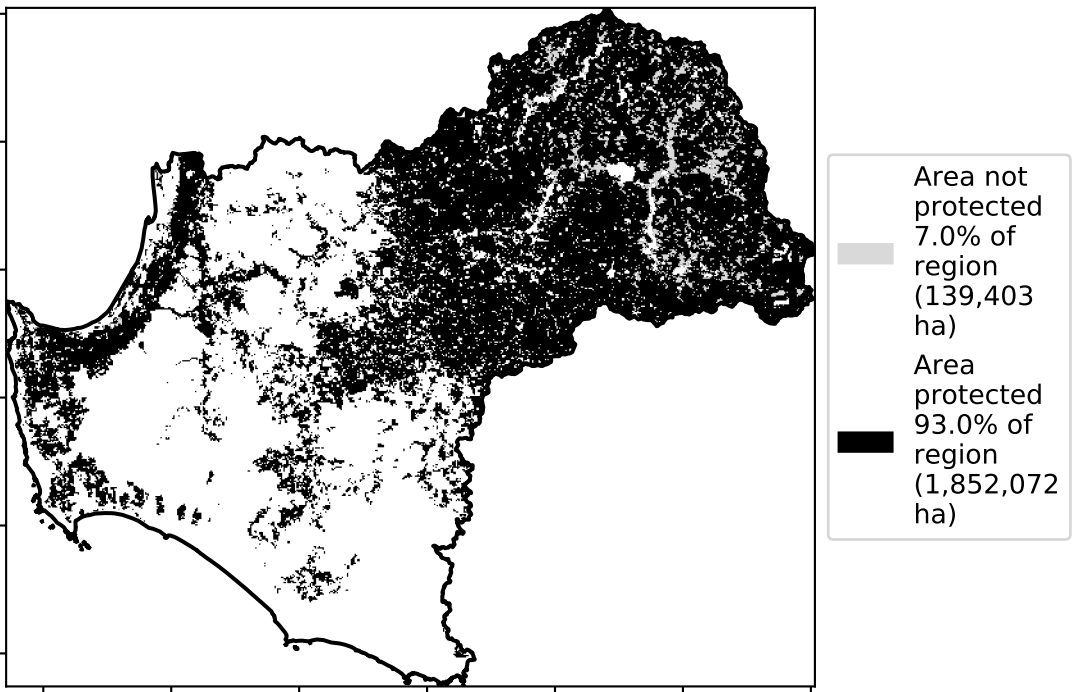 Area not
protected
7.0% of
region
(139,403
ha)
Area
protected
93.0% of
region
(1,852,072
ha)